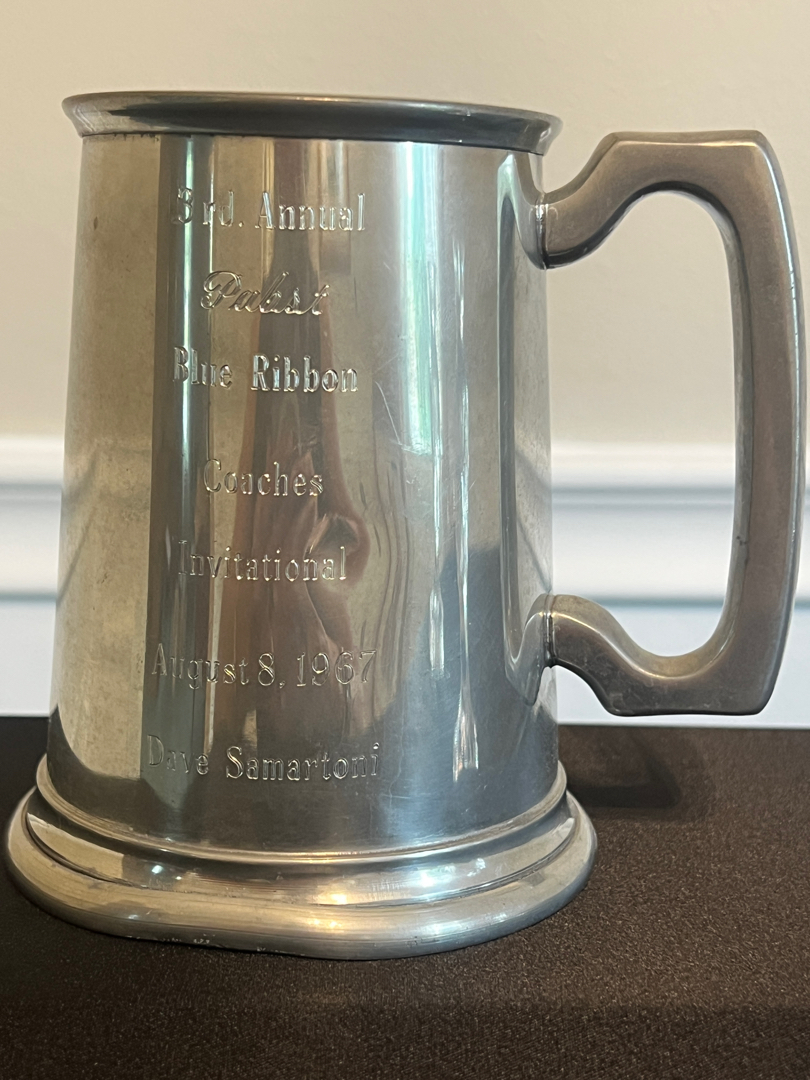 3rd. Annual
Pabst
Blue Ribbon
Coaches
Invitational
August 8, 1967
Dave Samartoni